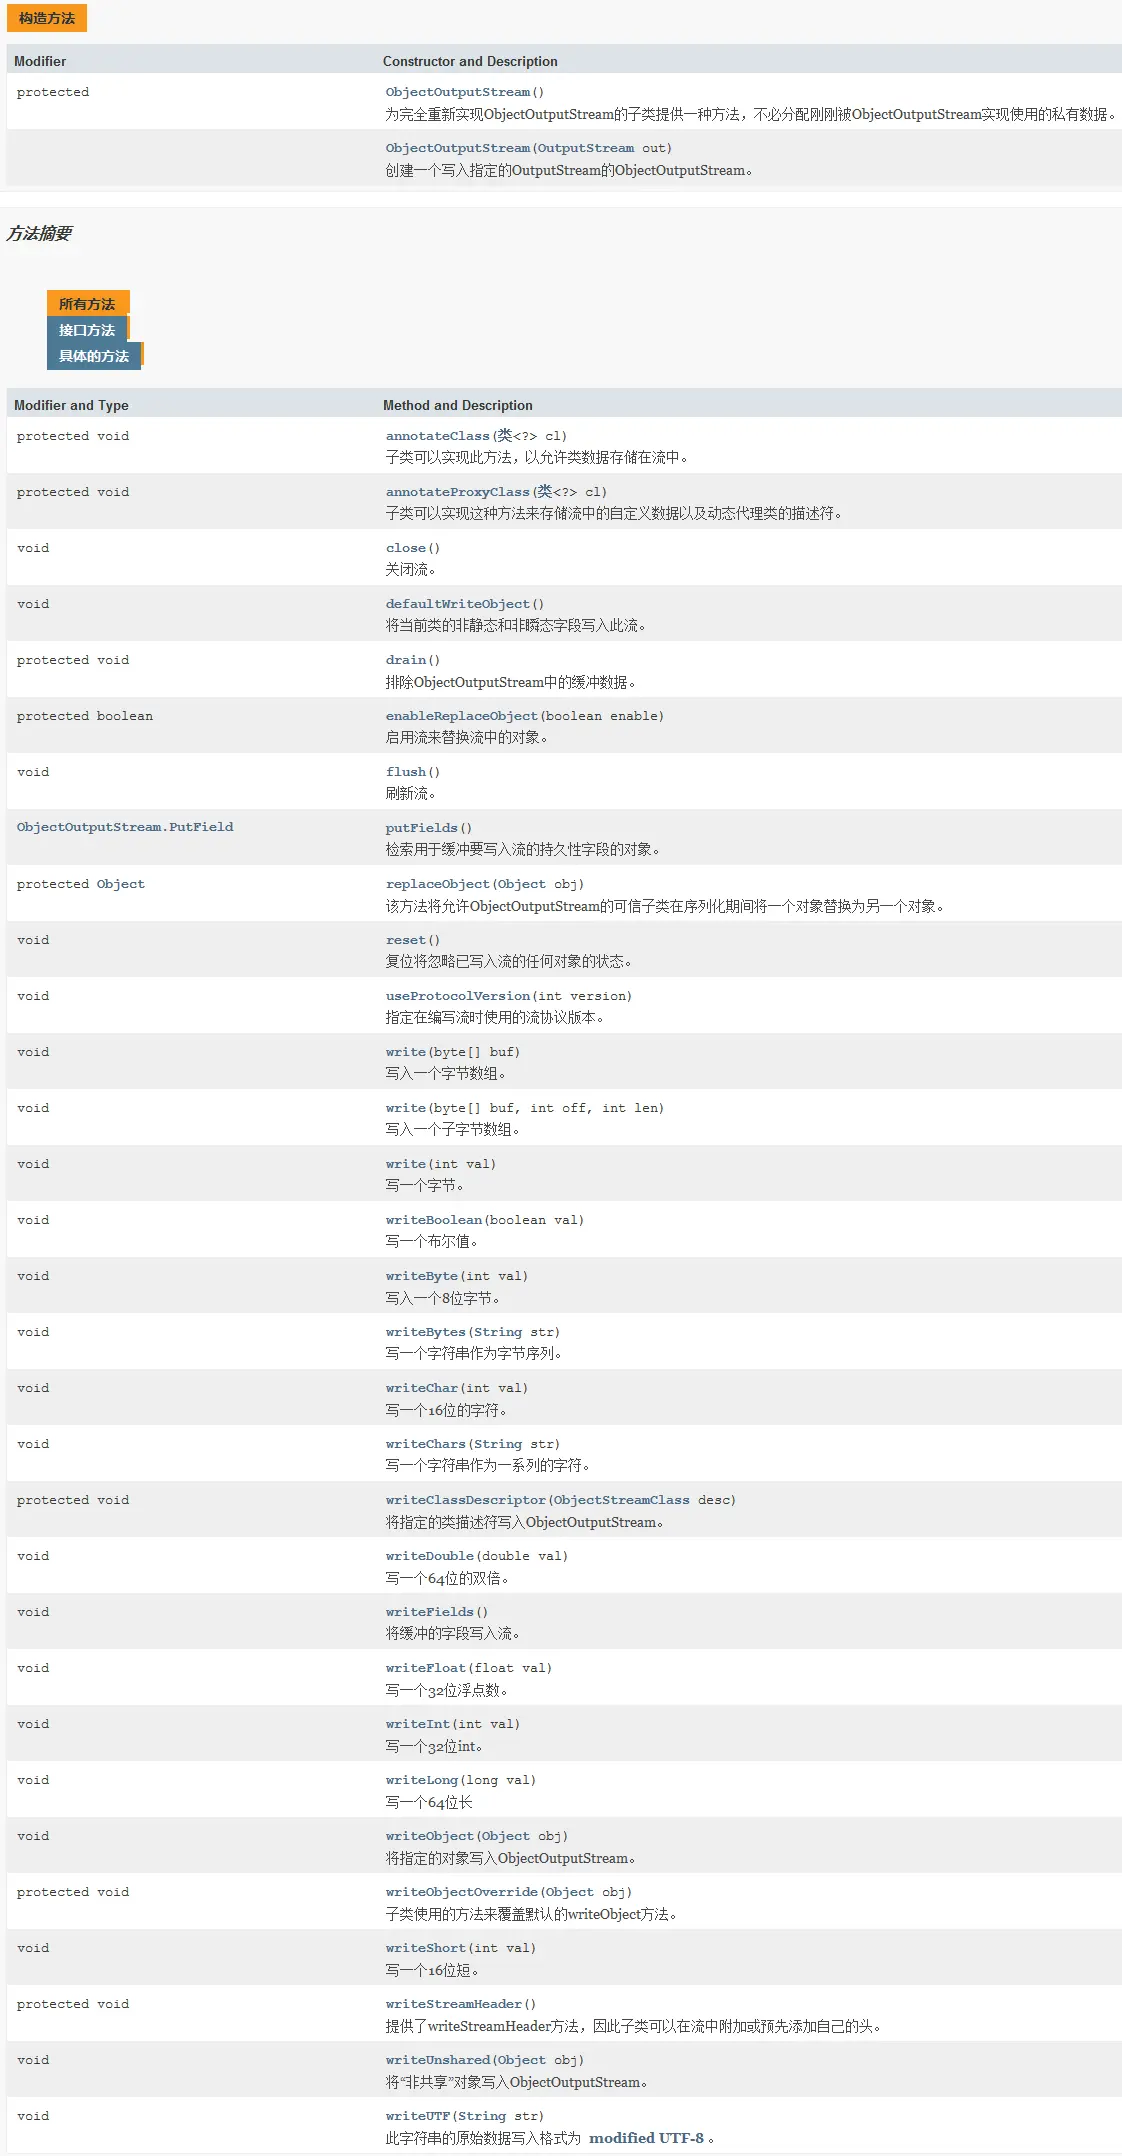 构造方法
Modifier Constructor and Description
protected ObjectOutputStream()
为完全重新实现ObjectOutputStream的子类提供一种方法，不必分配刚刚被ObjectOutputStream实现使用的私有数据。
ObjectOutputStream(OutputStream out)
创建一个写入指定的OutputStream的ObjectOutputStream。
方法摘要
所有方法
接口方法
具体的方法
Modifier and Type Method and Description
protected void annotateClass(类<?> cl)
子类可以实现此方法，以允许类数据存储在流中。
protected void annotateProxyClass(类<?> cl)
子类可以实现这种方法来存储流中的自定义数据以及动态代理类的描述符。
void close()
关闭流。
void defaultWriteObject()
将当前类的非静态和非瞬态字段写入此流。
protected void drain()
排除ObjectOutputStream中的缓冲数据。
protected boolean enableReplaceObject(boolean enable)
启用流来替换流中的对象。
void flush()
刷新流。
ObjectOutputStream.PutField putFields()
检索用于缓冲要写入流的持久性字段的对象。
protected Object replaceObject(Object obj)
该方法将允许ObjectOutputStream的可信子类在序列化期间将一个对象替换为另一个对象。
void reset()
复位将忽略已写入流的任何对象的状态。
void useProtocolVersion(int version)
指定在编写流时使用的流协议版本。
void write(byte[] buf)
写入一个字节数组。
void write(byte[] buf, int off, int len)
写入一个子字节数组。
void write(int val)
写一个字节。
void writeBoolean(boolean val)
写一个布尔值。
void writeByte(int val)
写入一个8位字节。
void writeBytes(String str)
写一个字符串作为字节序列。
void writeChar(int val)
写一个16位的字符。
void writeChars(String str)
写一个字符串作为一系列的字符。
protected void writeClassDescriptor(ObjectStreamClass desc)
将指定的类描述符写入ObjectOutputStream。
void writeDouble(double val)
写一个64位的双倍。
void writeFields()
将缓冲的字段写入流。
void writeFloat(float val)
写一个32位浮点数。
void writeInt(int val)
写一个32位int。
void writeLong(long val)
写一个64位长
void writeObject(Object obj)
将指定的对象写入ObjectOutputStream。
protected void writeObjectOverride(Object obj)
子类使用的方法来覆盖默认的writeObject方法。
void writeShort(int val)
写一个16位短。
protected void writeStreamHeader()
提供了writeStreamHeader方法，因此子类可以在流中附加或预先添加自己的头。
void writeUnshared(Object obj)
将“非共享”对象写入ObjectOutputStream。
void writeUTF(String str)
此字符串的原始数据写入格式为 modified UTF-8 。